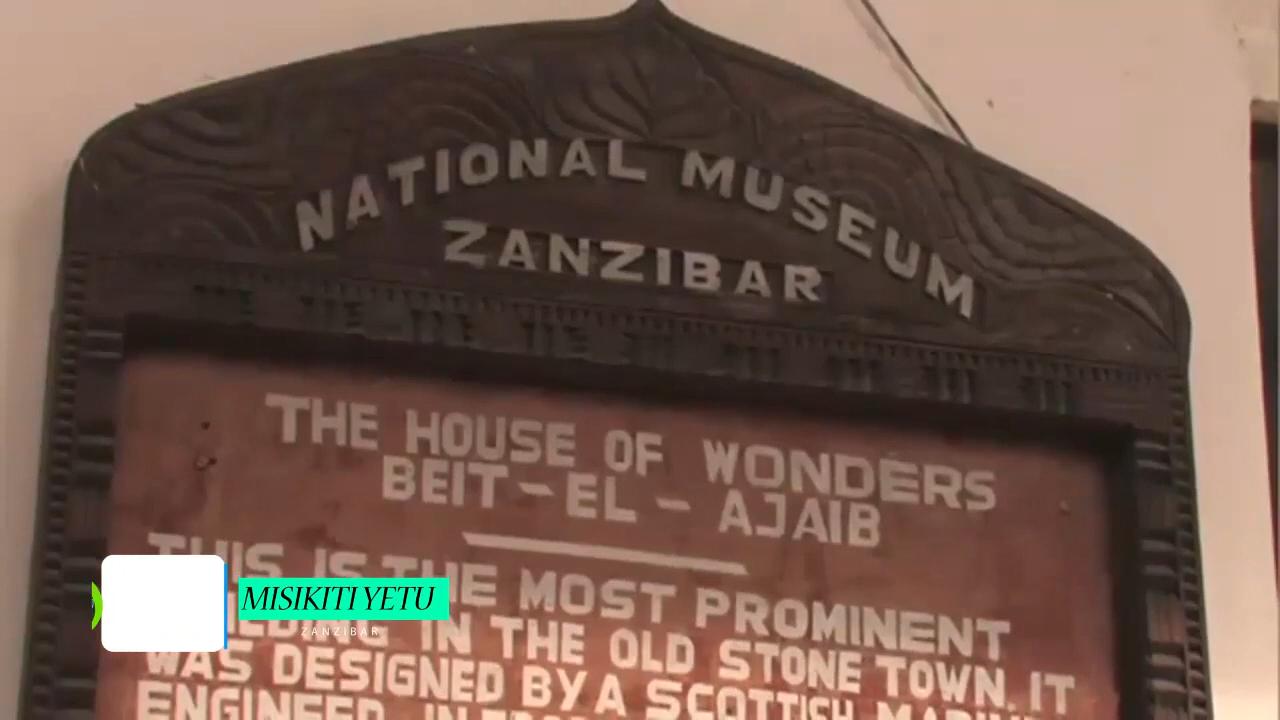 NATIONAL MUSEUM
ZANZIBAR
THE HOUSE OF WONDERS
BEIT-EL-AJAIB
THIS IS THE MOST PROMINENT
IN THE OLD STONE TOWN. IT
WAS DESIGNED BY A SCOTTISH
ENGINEER
MISIKITI YETU
ZANZIBAR